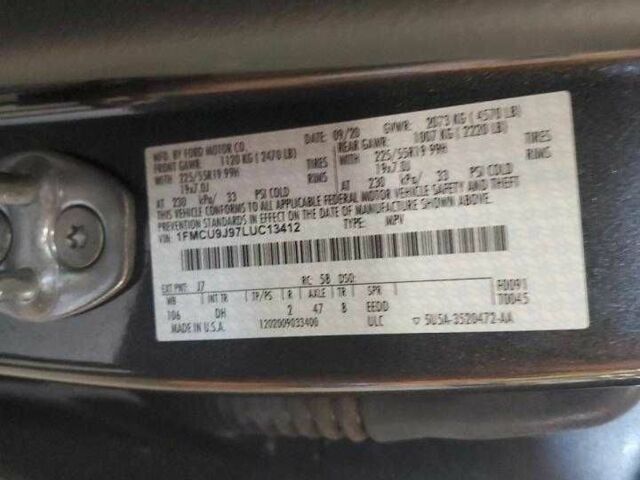 MFD. BY FORD MOTOR CO. DATE: 09/20 GVWR: 2073 KG (4570 LB)
FRONT GAWR: 1120 KG (2470 LB) REAR GAWR: 1007 KG (2220 LB)
WITH 225/55R19 99H TIRES WITH 225/55R19 99H TIRES
19x7.0J RIMS 19x7.0J RIMS
AT 230 kPa/ 33 PSI COLD AT 230 kPa/ 33 PSI COLD
THIS VEHICLE CONFORMS TO ALL APPLICABLE FEDERAL MOTOR VEHICLE SAFETY AND THEFT
PREVENTION STANDARDS IN EFFECT ON THE DATE OF MANUFACTURE SHOWN ABOVE.
VIN: 1FMCU9J97LUC13412 TYPE: MPV
EXT PNT: J7 RC: 58 DSO: F0091
WB INT TR TP/PS R AXLE TR SPR T0045
106 DH 2 47 8 EEDD
MADE IN U.S.A. 1202009033400 ULC ▽ 5U5A-3520472-AA